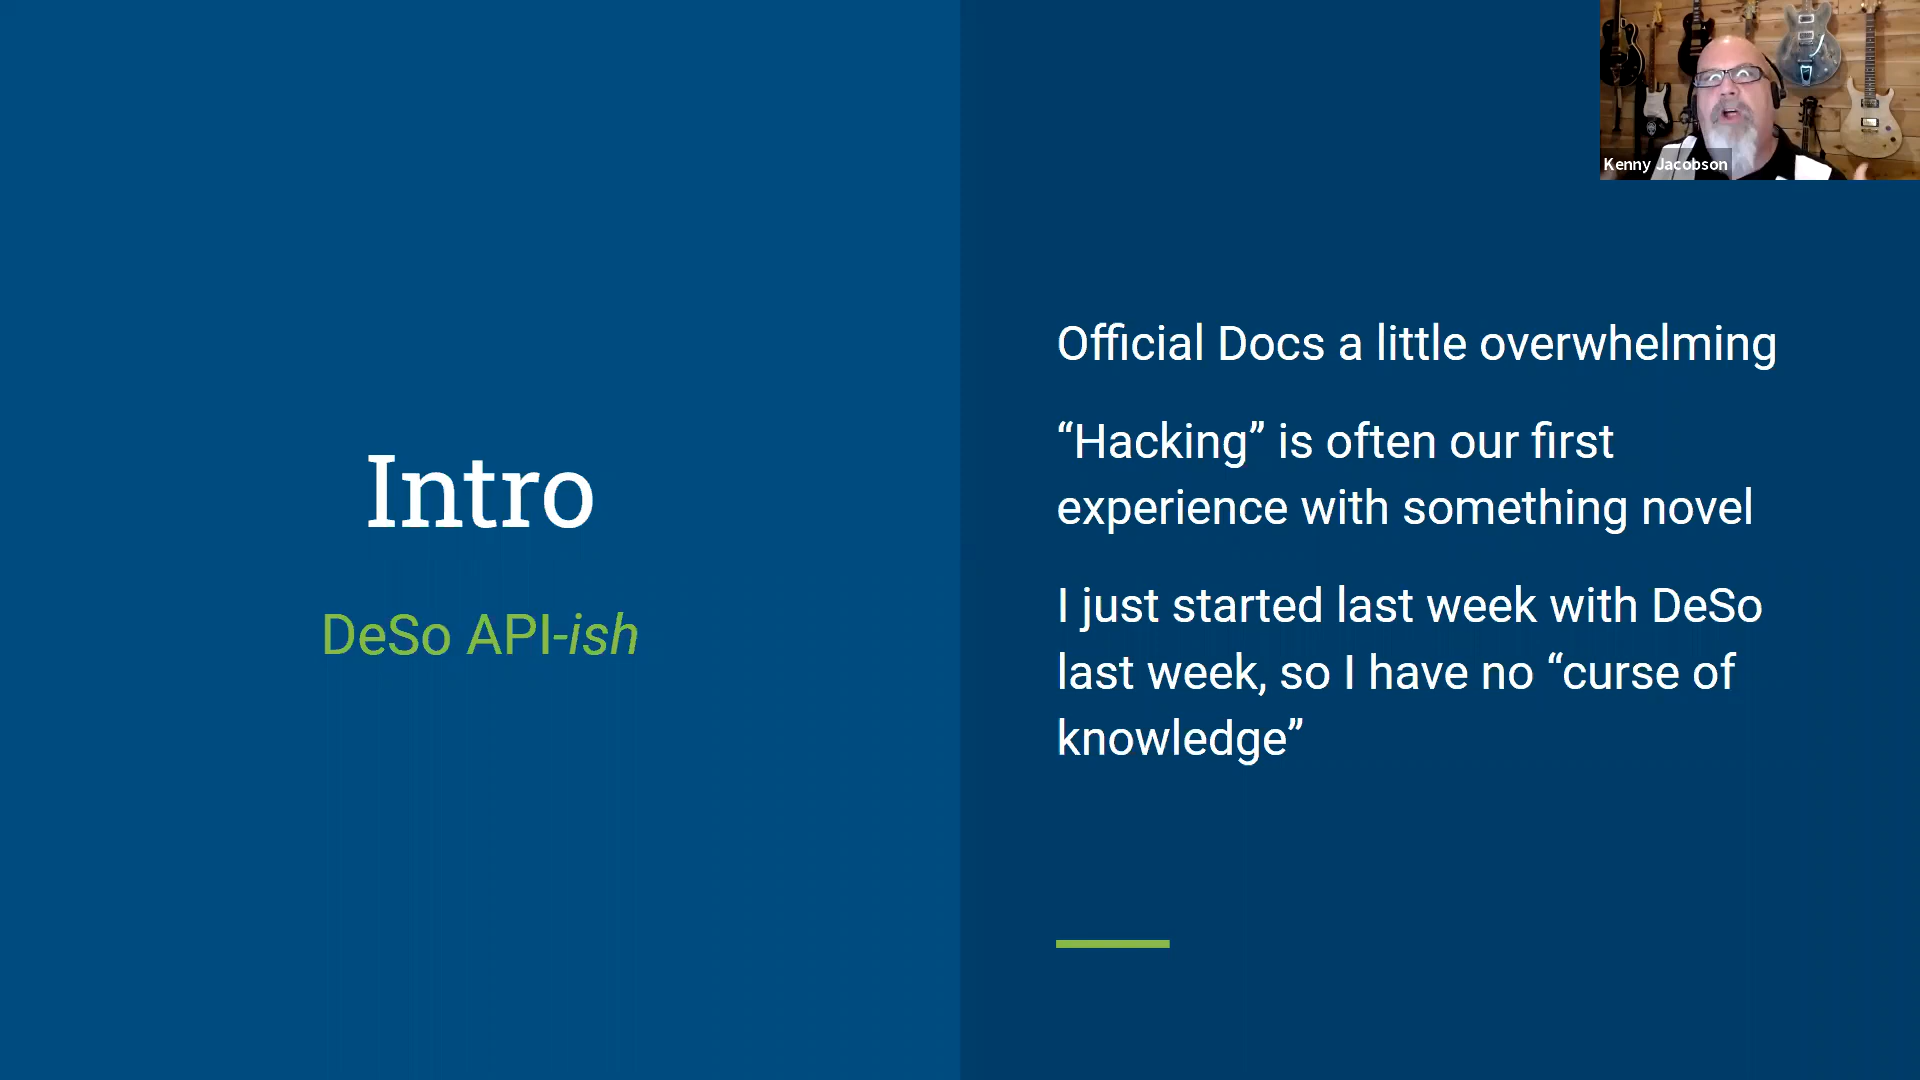 Kenny Jacobson
Intro
DeSo API-ish
Official Docs a little overwhelming
“Hacking” is often our first
experience with something novel
I just started last week with DeSo
last week, so I have no “curse of
knowledge”